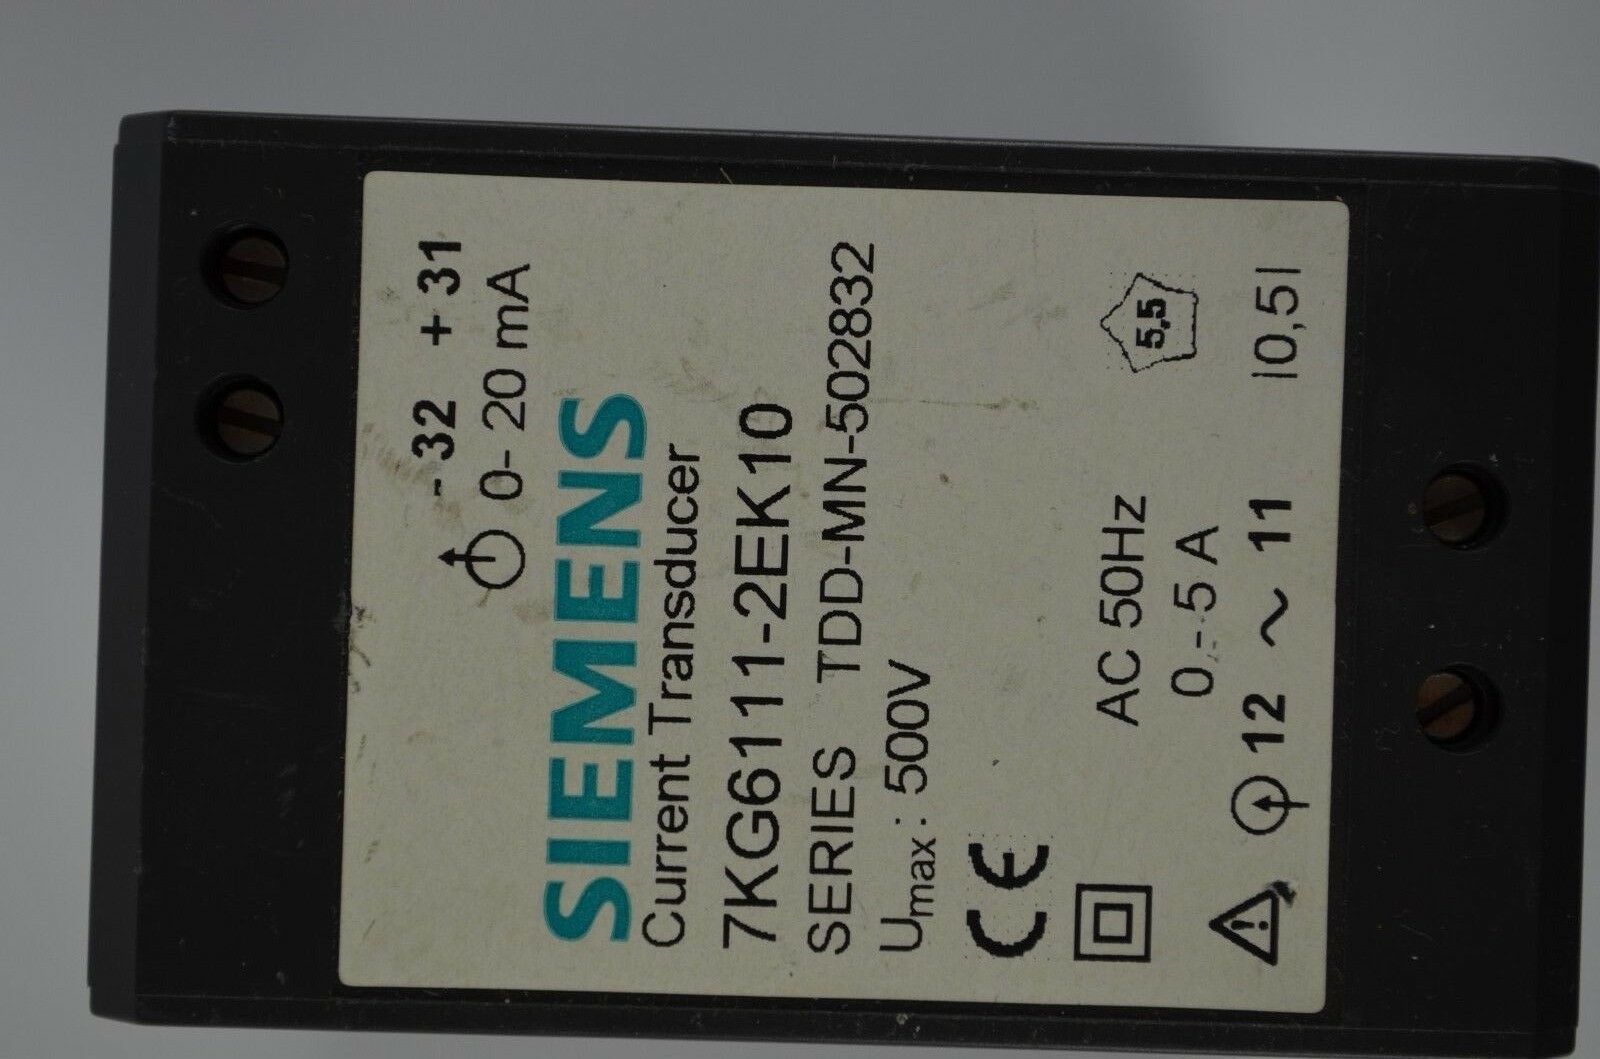 - 32 + 31
0- 20 mA
SIEMENS
Current Transducer
7KG6111-2EK10
SERIES TDD-MN-502832
Umax : 500V
CE
AC 50Hz
5,5
0 - 5 A
12 ~ 11
|0,5|